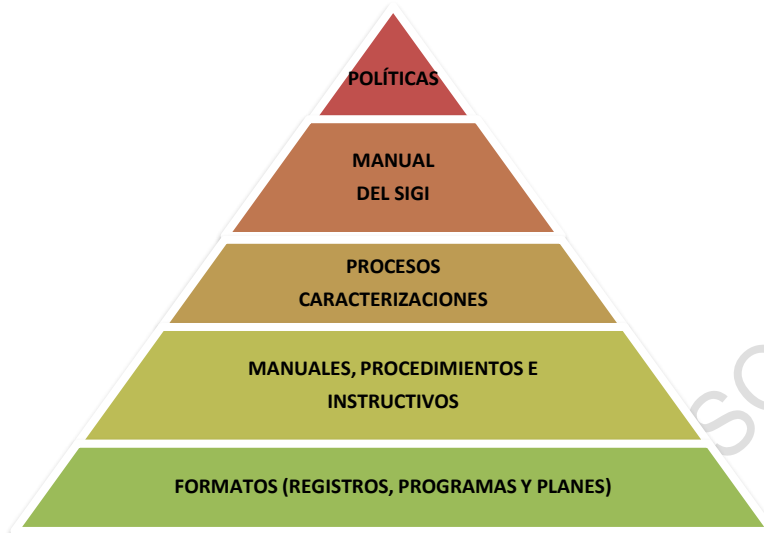 POLÍTICAS
MANUAL
DEL SIGI
PROCESOS
CARACTERIZACIONES
MANUALES, PROCEDIMIENTOS E
INSTRUCTIVOS
FORMATOS (REGISTROS, PROGRAMAS Y PLANES)